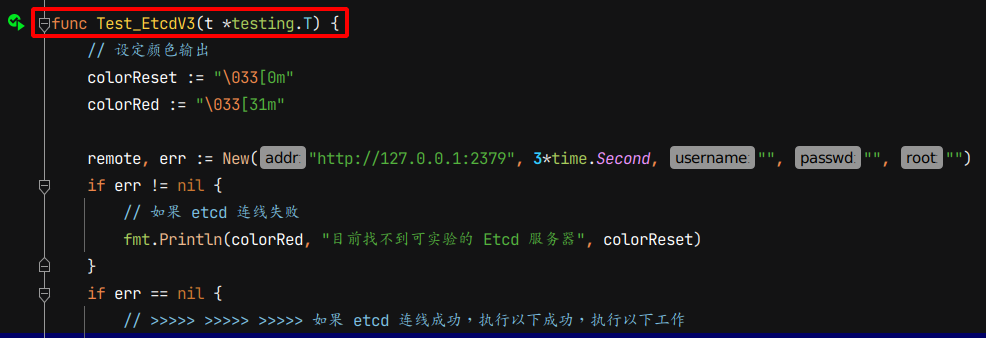 func Test_EtcdV3(t *testing.T) {
// 设定颜色输出
colorReset := "\033[0m"
colorRed := "\033[31m"
remote, err := New( addr: "http://127.0.0.1:2379", 3*time.Second, username: "", passwd: "", root: "")
if err != nil {
// 如果 etcd 连线失败
fmt.Println(colorRed, "目前找不到可实验的 Etcd 服务器", colorReset)
}
if err == nil {
// >>>>> >>>>> >>>>> 如果 etcd 连线成功，执行以下成功，执行以下工作